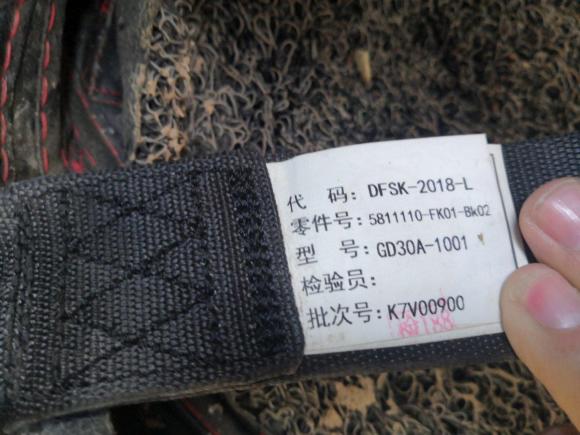 代 码: DFSK-2018-L
零件号: 5811110-FK01-Bk02
型 号: GD30A-1001
检验员:
批次号: K7V00900